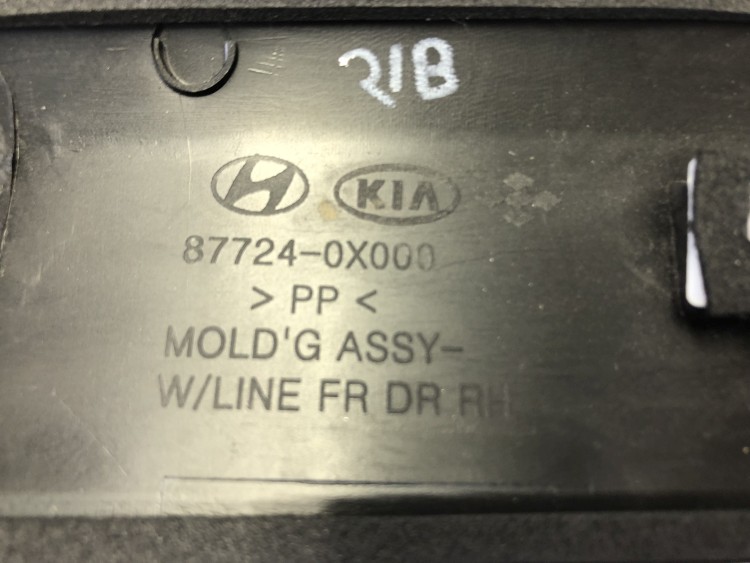 21B
KIA
87724-0X000
> PP <
MOLD'G ASSY-
W/LINE FR DR RH